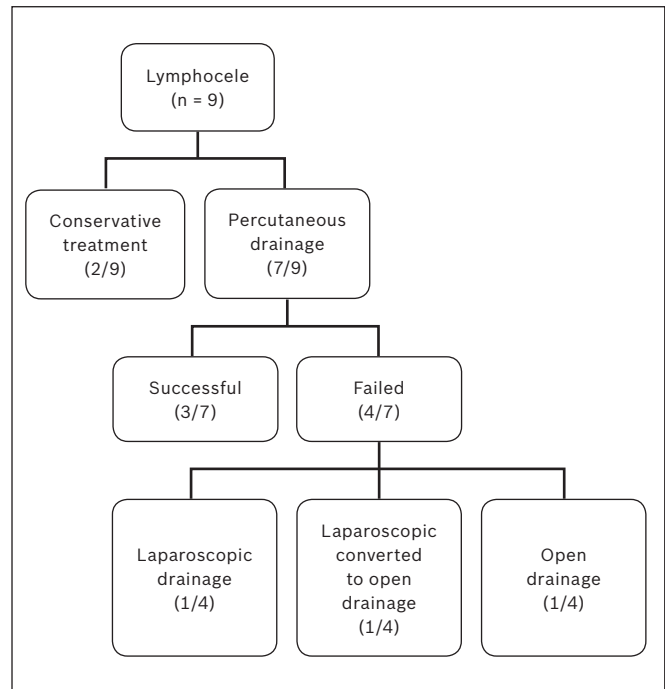 Lymphocele
(n = 9)
Conservative
treatment
(2/9)
Percutaneous
drainage
(7/9)
Successful
(3/7)
Failed
(4/7)
Laparoscopic
drainage
(1/4)
Laparoscopic
converted
to open
drainage
(1/4)
Open
drainage
(1/4)